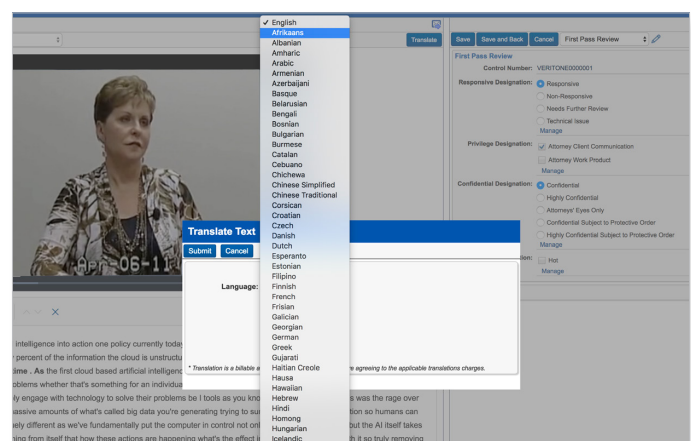 ✓ English
Afrikaans
Albanian
Amharic
Arabic
Armenian
Azerbaijani
Basque
Belarusian
Bengali
Bosnian
Bulgarian
Burmese
Catalan
Cebuano
Chichewa
Chinese Simplified
Chinese Traditional
Corsican
Croatian
Czech
Danish
Dutch
Esperanto
Estonian
Filipino
Finnish
French
Frisian
Galician
Georgian
German
Greek
Gujarati
Haitian Creole
Hausa
Hawaiian
Hebrew
Hindi
Homong
Hungarian
Icelandic
Translate
Save Save and Back Cancel First Pass Review
First Pass Review
Control Number: VERITONE0000001
Responsive Designation: Responsive
Non-Responsive
Needs Further Review
Technical Issue
Manage
Privilege Designation: Attorney Client Communication
Attorney Work Product
Manage
Confidential Designation: Confidential
Highly Confidential
Attorneys' Eyes Only
Confidential Subject to Protective Order
Highly Confidential Subject to Protective Order
Manage
Hot
Manage
Apr-06-11
Translate Text
Submit Cancel
Language:
* Translation is a billable agreeing to the applicable translations charges.
intelligence into action one policy currently today
percent of the information the cloud is unstructu
time . As the first cloud based artificial intelligenc
oblems whether that's something for an individua
ly engage with technology to solve their problems be I tools as you kno s was the rage over
assive amounts of what's called big data you're generating trying to su tion so humans can
ely different as we've fundamentally put the computer in control not onl but the AI itself takes
ning from itself that how these actions are happening what's the effect i h it so truly removing